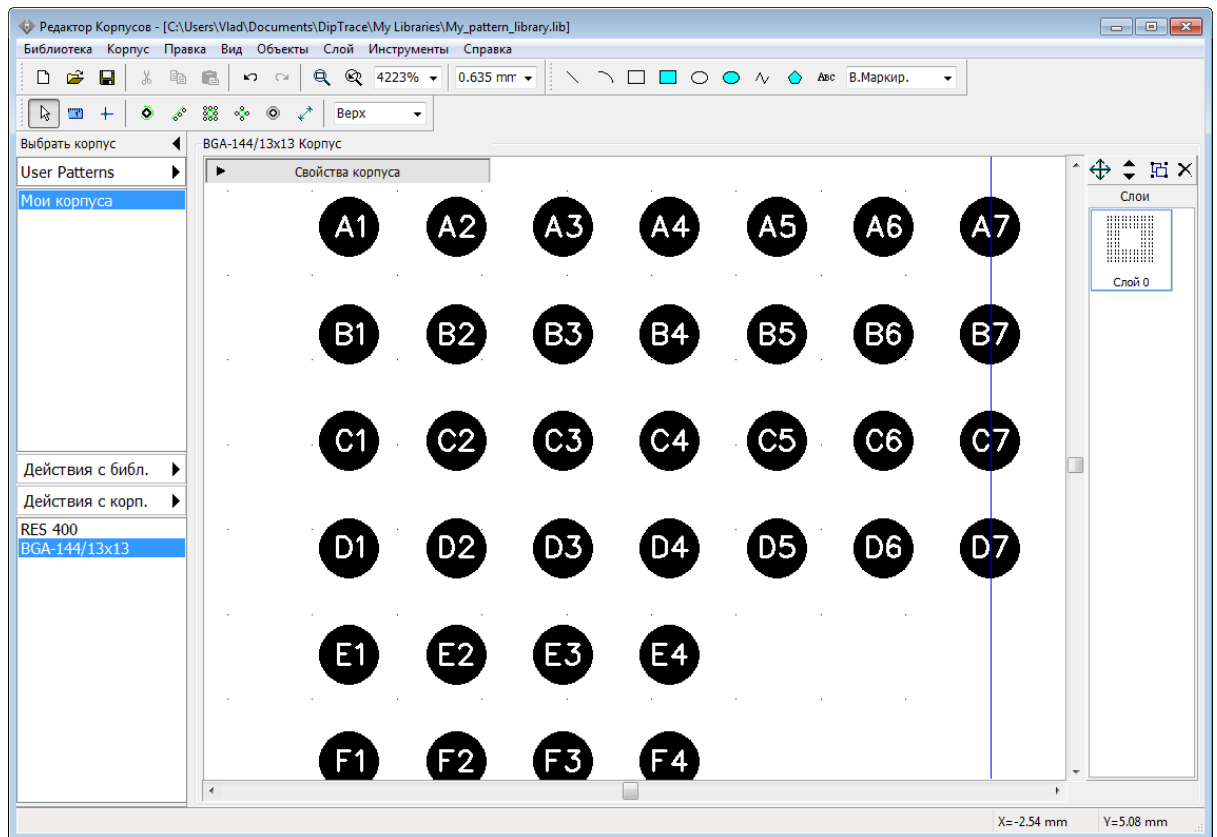 Редактор Корпусов - [C:\Users\Vlad\Documents\DipTrace\My Libraries\My_pattern_library.lib]
Библиотека Корпус Правка Вид Объекты Слой Инструменты Справка
4223% 0.635 mm Abc В.Маркир.
Верх
Выбрать корпус
BGA-144/13x13 Корпус
User Patterns
Свойства корпуса
Слои
Мои корпуса
A1 A2 A3 A4 A5 A6 A7
Слой 0
B1 B2 B3 B4 B5 B6 B7
C1 C2 C3 C4 C5 C6 C7
Действия с библ.
Действия с корп.
RES 400
BGA-144/13x13
D1 D2 D3 D4 D5 D6 D7
E1 E2 E3 E4
F1 F2 F3 F4
X=-2.54 mm Y=5.08 mm